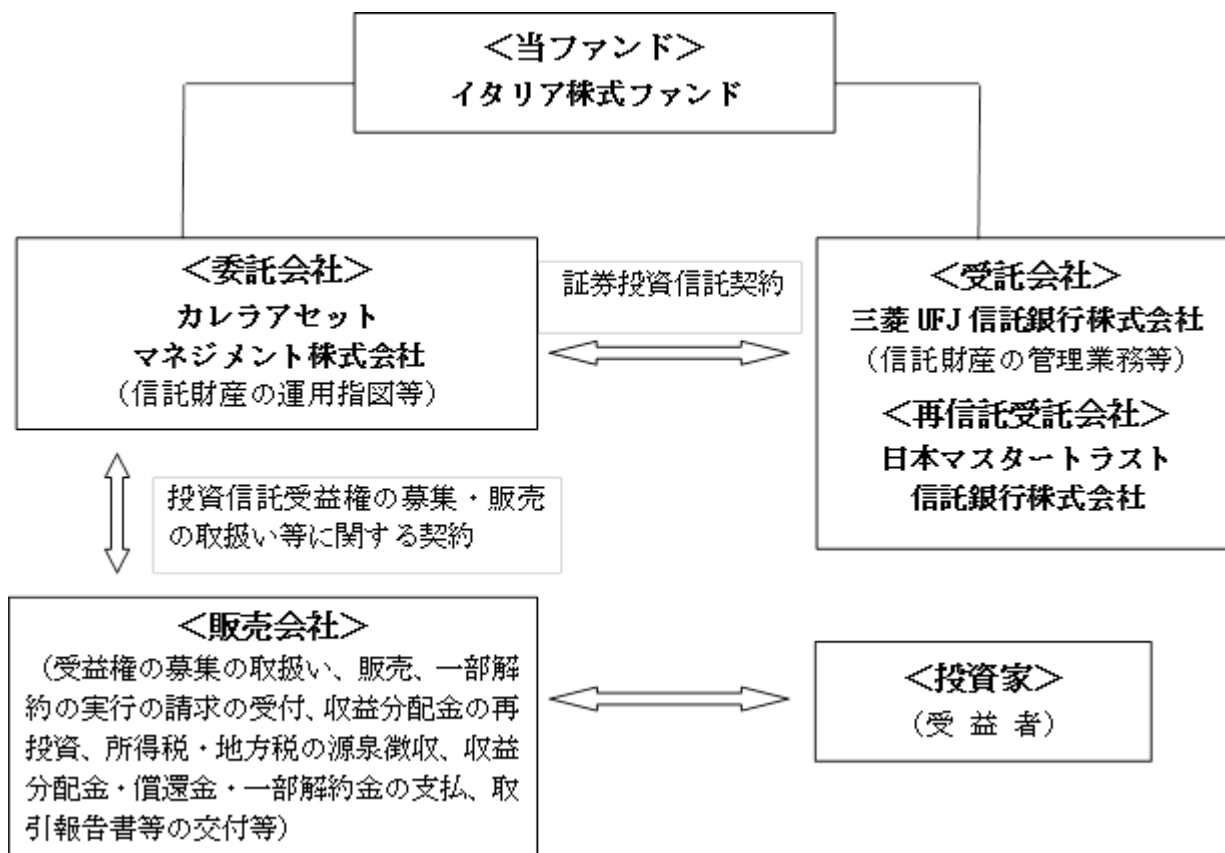 ＜当ファンド＞
イタリア株式ファンド
＜委託会社＞
カレラアセット
マネジメント株式会社
（信託財産の運用指図等）
証券投資信託契約
＜受託会社＞
三菱UFJ信託銀行株式会社
（信託財産の管理業務等）
＜再信託受託会社＞
日本マスタートラスト
信託銀行株式会社
投資信託受益権の募集・販売
の取扱い等に関する契約
＜販売会社＞
（受益権の募集の取扱い、販売、一部解
約の実行の請求の受付、収益分配金の再
投資、所得税・地方税の源泉徴収、収益
分配金・償還金・一部解約金の支払、取
引報告書等の交付等）
＜投資家＞
（受 益 者）